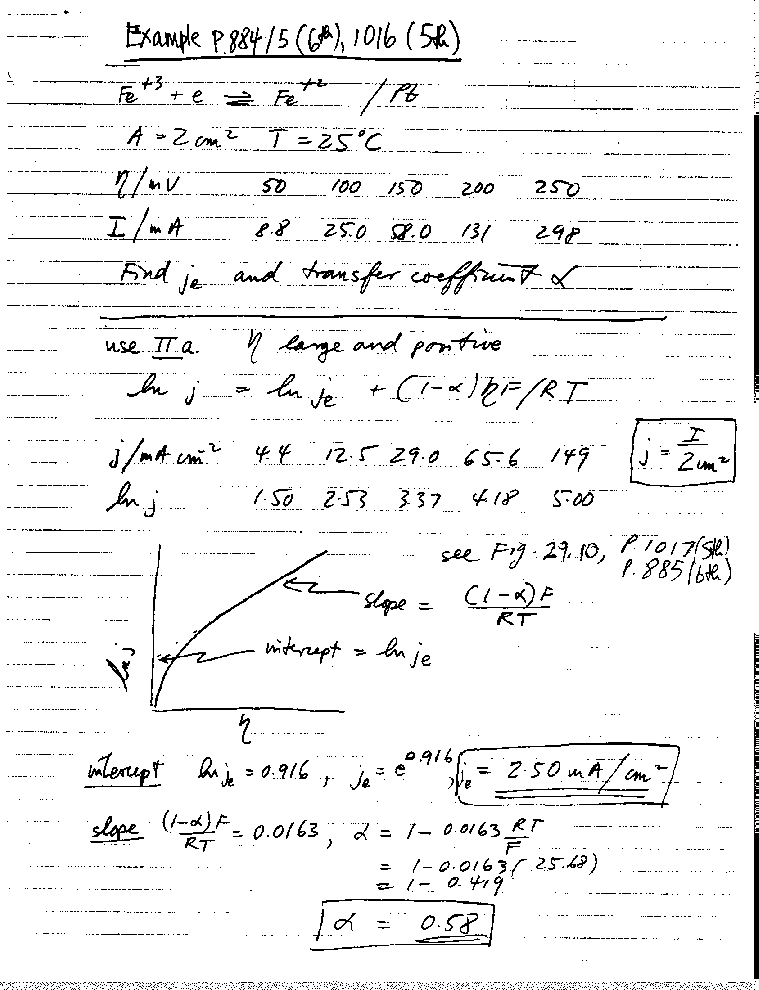 Example P.884/5 (6th), 1016 (5th)
Fe⁺³ + e ⇌ Fe⁺² / Pt
A = 2 cm² T = 25°C
η/mV 50 100 150 200 250
I/mA 8.8 25.0 58.0 131 298
Find je and transfer coefficient α
use IIa. η large and positive
ln j = ln je + (1-α)ηF/RT
j/mA cm² 4.4 12.5 29.0 65.6 149
j = I / 2cm²
ln j 1.50 2.53 3.37 4.18 5.00
see Fig. 29.10, P.1017 (5th)
P.885 (6th)
slope = (1-α)F / RT
intercept = ln je
ln j
η
intercept ln je = 0.916, je = e^0.916, je = 2.50 mA/cm²
slope (1-α)F / RT = 0.0163, α = 1 - 0.0163 RT / F
= 1 - 0.0163 (25.68)
= 1 - 0.419
α = 0.58